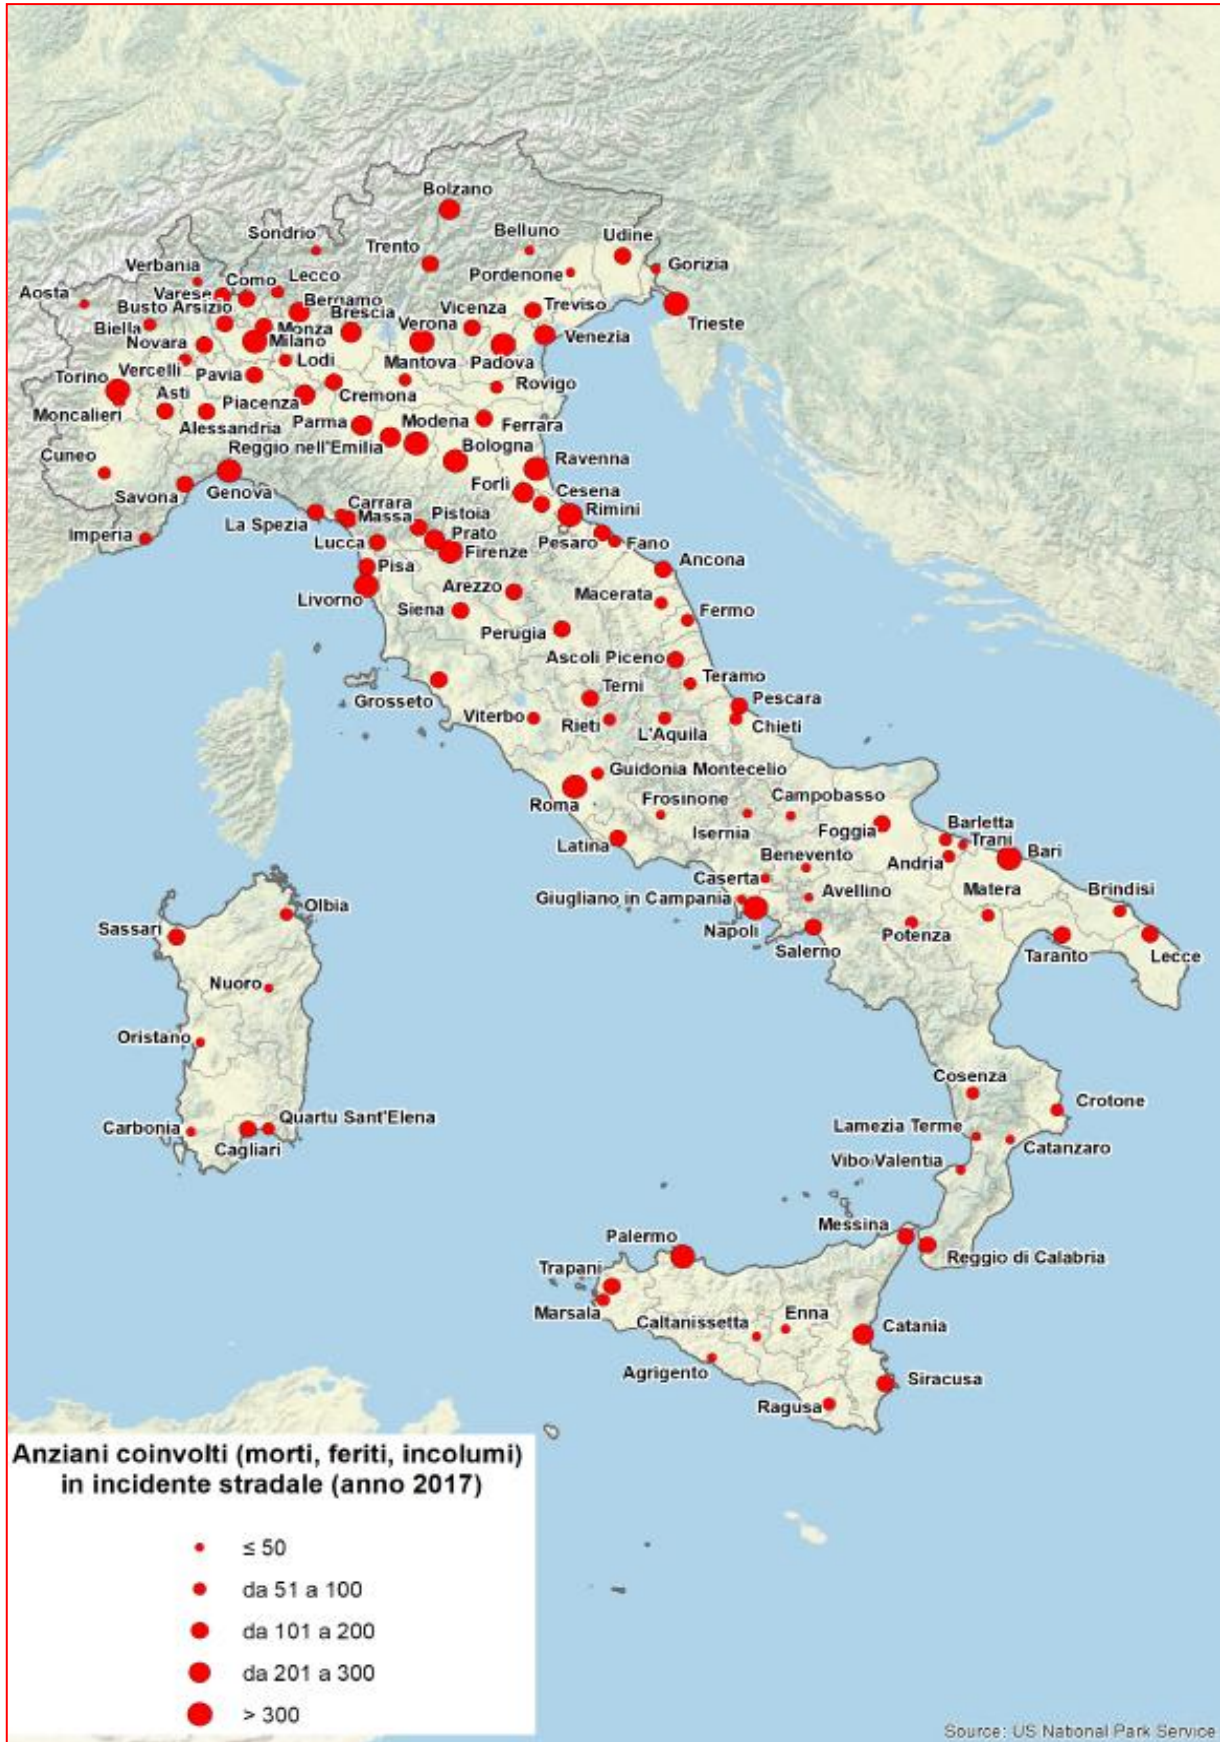 Bolzano
Sondrio
Belluno
Udine
Trento
Verbania
Lecco
Pordenone
Gorizia
Como
Aosta
Varese
Bergamo
Busto Arsizio
Brescia
Vicenza
Treviso
Trieste
Biella
Monza
Verona
Venezia
Novara
Milano
Vercelli
Lodi
Mantova
Padova
Torino
Pavia
Rovigo
Asti
Cremona
Moncalieri
Piacenza
Alessandria
Parma
Modena
Ferrara
Reggio nell'Emilia
Bologna
Cuneo
Ravenna
Savona
Genova
Forlì
Cesena
Carrara
Rimini
La Spezia
Massa
Pistoia
Imperia
Lucca
Prato
Pesaro
Fano
Firenze
Pisa
Ancona
Livorno
Arezzo
Macerata
Siena
Fermo
Perugia
Ascoli Piceno
Teramo
Grosseto
Terni
Pescara
Viterbo
Rieti
L'Aquila
Chieti
Guidonia Montecelio
Roma
Frosinone
Campobasso
Isernia
Foggia
Barletta
Latina
Trani
Bari
Benevento
Andria
Caserta
Matera
Brindisi
Giugliano in Campania
Avellino
Olbia
Sassari
Napoli
Salerno
Potenza
Taranto
Lecce
Nuoro
Oristano
Cosenza
Crotone
Carbonia
Quartu Sant'Elena
Lamezia Terme
Cagliari
Catanzaro
Vibo Valentia
Messina
Palermo
Reggio di Calabria
Trapani
Marsala
Enna
Caltanissetta
Catania
Agrigento
Siracusa
Ragusa
Anziani coinvolti (morti, feriti, incolumi)
in incidente stradale (anno 2017)
≤ 50
da 51 a 100
da 101 a 200
da 201 a 300
> 300
Source: US National Park Service